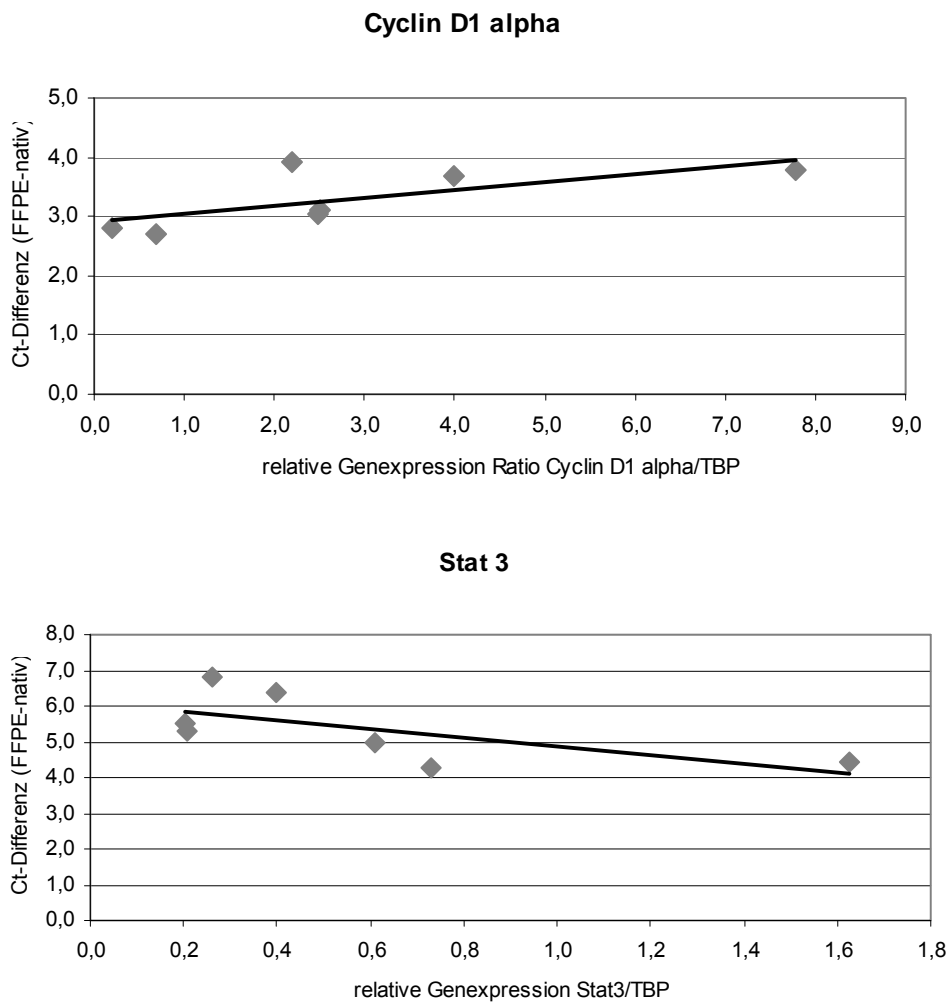 Cyclin D1 alpha
Ct-Differenz (FFPE-nativ)
5,0
4,0
3,0
2,0
1,0
0,0
0,0 1,0 2,0 3,0 4,0 5,0 6,0 7,0 8,0 9,0
relative Genexpression Ratio Cyclin D1 alpha/TBP
Stat 3
Ct-Differenz (FFPE-nativ)
8,0
7,0
6,0
5,0
4,0
3,0
2,0
1,0
0,0
0,0 0,2 0,4 0,6 0,8 1,0 1,2 1,4 1,6 1,8
relative Genexpression Stat3/TBP